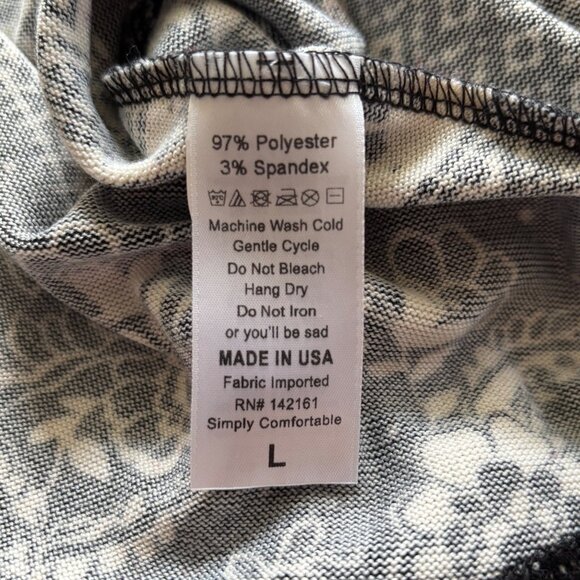 97% Polyester
3% Spandex
Machine Wash Cold
Gentle Cycle
Do Not Bleach
Hang Dry
Do Not Iron
or you'll be sad
MADE IN USA
Fabric Imported
RN# 142161
Simply Comfortable
L